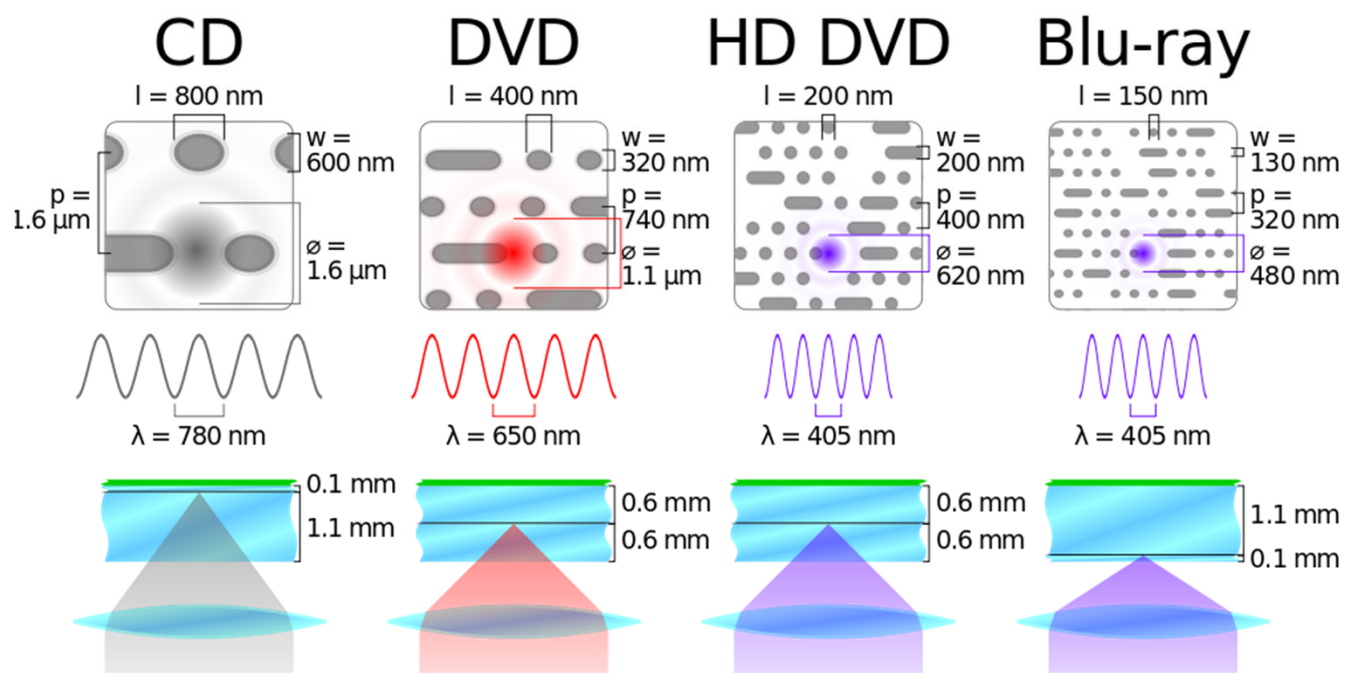 CD
l = 800 nm
w =
600 nm
p =
1.6 µm
⌀ =
1.6 µm
λ = 780 nm
0.1 mm
1.1 mm
DVD
l = 400 nm
w =
320 nm
p =
740 nm
⌀ =
1.1 µm
λ = 650 nm
0.6 mm
0.6 mm
HD DVD
l = 200 nm
w =
200 nm
p =
400 nm
⌀ =
620 nm
λ = 405 nm
0.6 mm
0.6 mm
Blu-ray
l = 150 nm
w =
130 nm
p =
320 nm
⌀ =
480 nm
λ = 405 nm
1.1 mm
0.1 mm